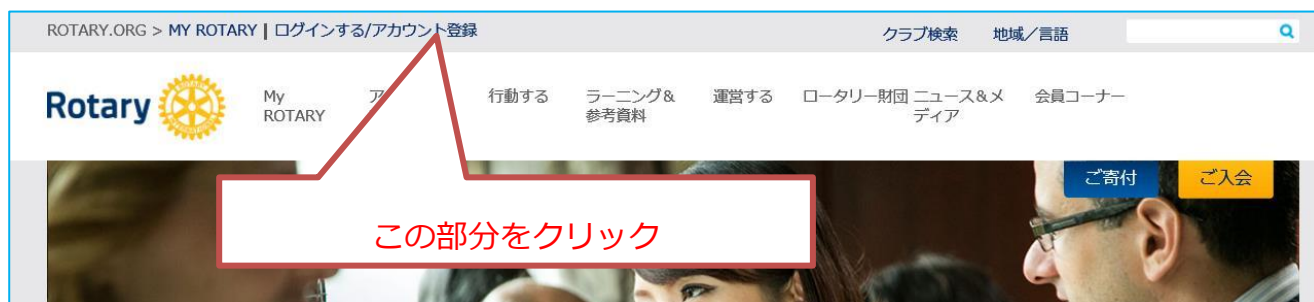 ROTARY.ORG > MY ROTARY | ログインする/アカウント登録
クラブ検索 地域／言語
Rotary
My
ROTARY
行動する
ラーニング&
参考資料
運営する
ロータリー財団
ニュース&メ
ディア
会員コーナー
ご寄付 ご入会
この部分をクリック